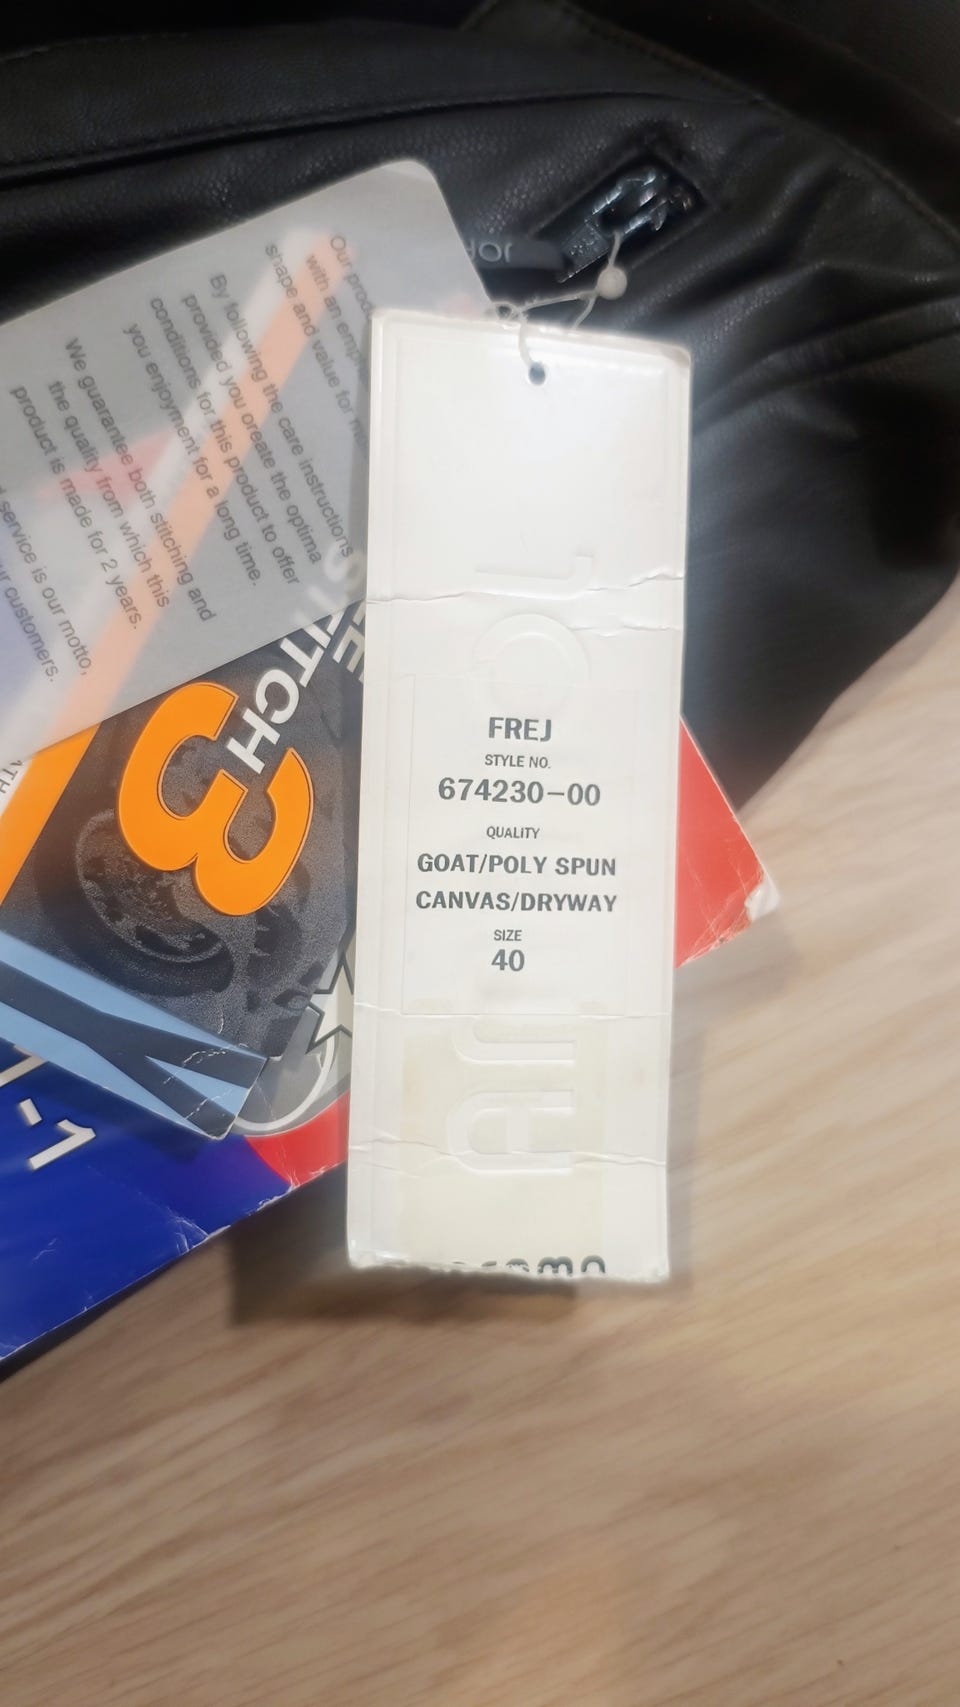 Our
with an
shape and value for
By following the care instructions
provided you oreate the optima
conditions for this product to offer
you enjoyment for a long time.
We guarantee both stitching and
the quality from which this
product is made for 2 years.
service is our motto,
customers.
STITCH
3
FREJ
STYLE NO.
674230-00
QUALITY
GOAT/POLY SPUN
CANVAS/DRYWAY
SIZE
40
-1